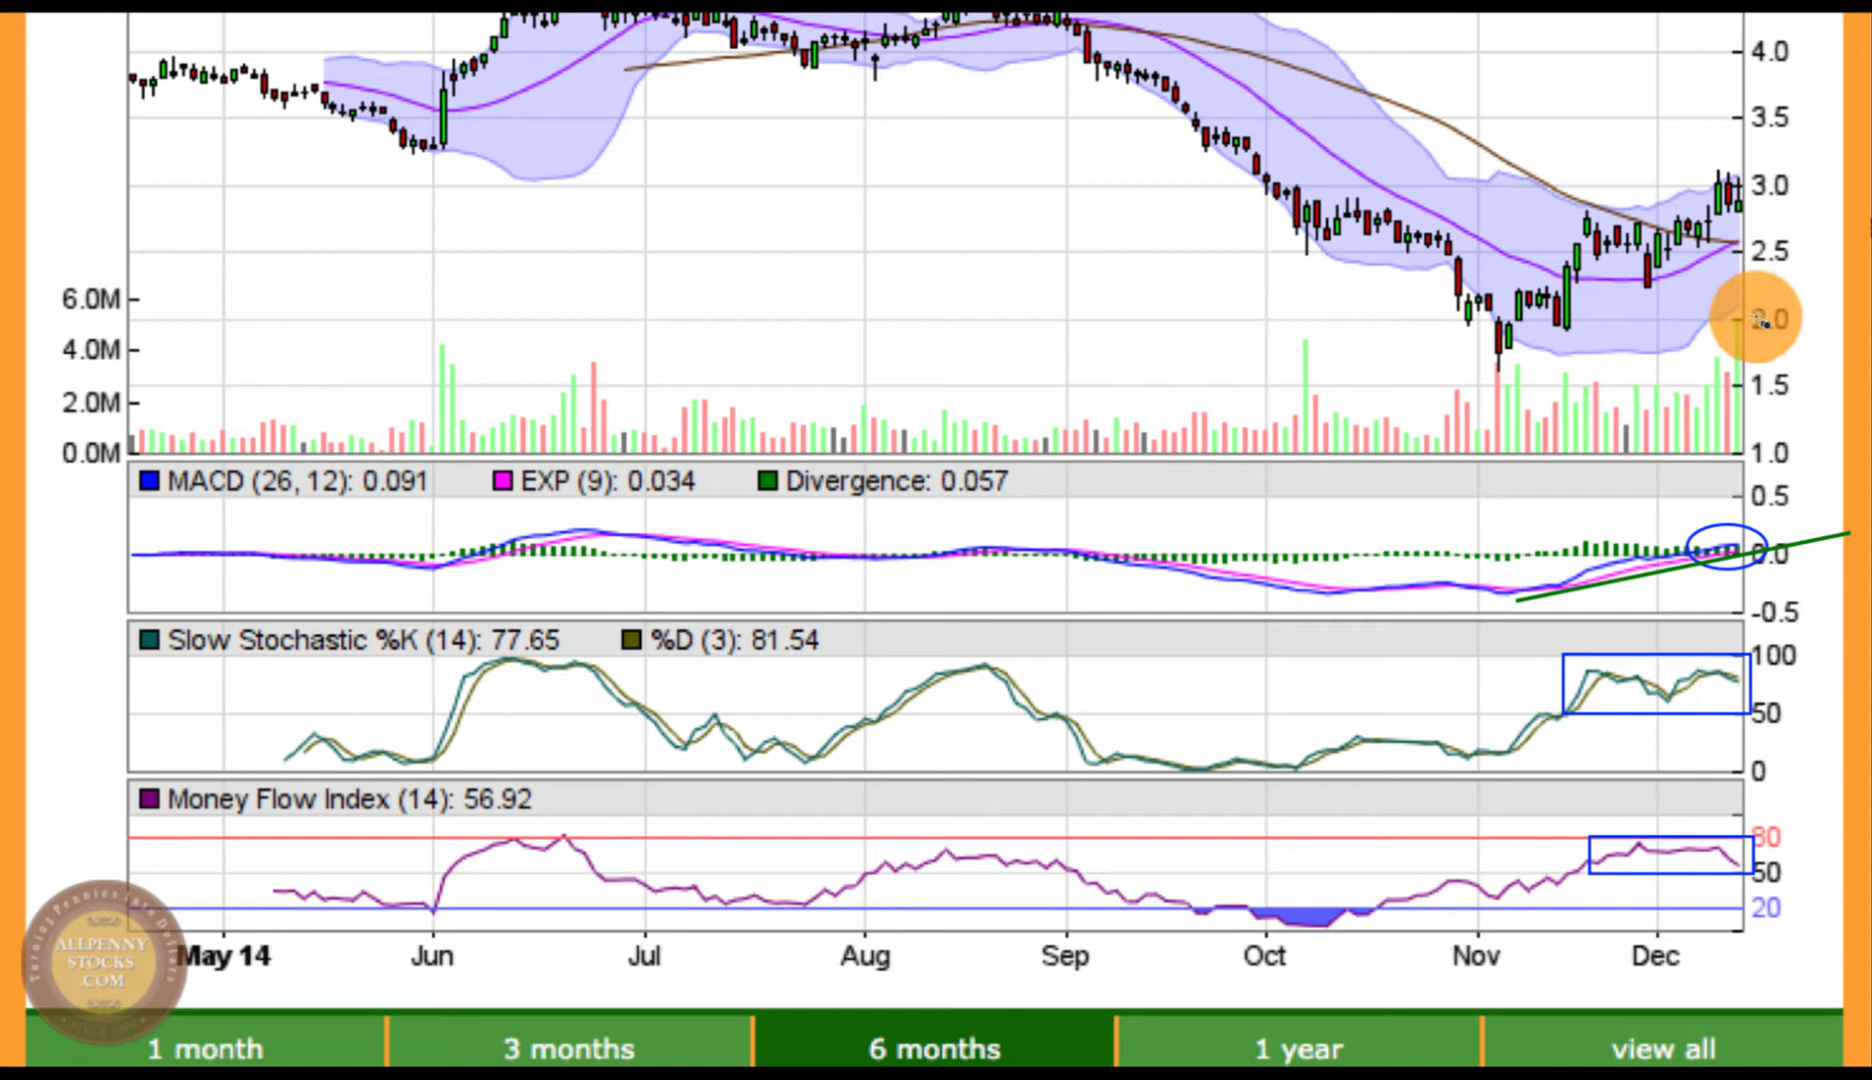 4.0
3.5
3.0
2.5
6.0M
4.0M
1.5
2.0M
0.0M
1.0
MACD (26, 12): 0.091 EXP (9): 0.034 Divergence: 0.057
0.5
0.0
-0.5
Slow Stochastic %K (14): 77.65 %D (3): 81.54
100
50
0
Money Flow Index (14): 56.92
80
50
20
Turning Pennies Into Dollars
ALLPENNY
STOCKS
.COM
May 14 Jun Jul Aug Sep Oct Nov Dec
1 month 3 months 6 months 1 year view all